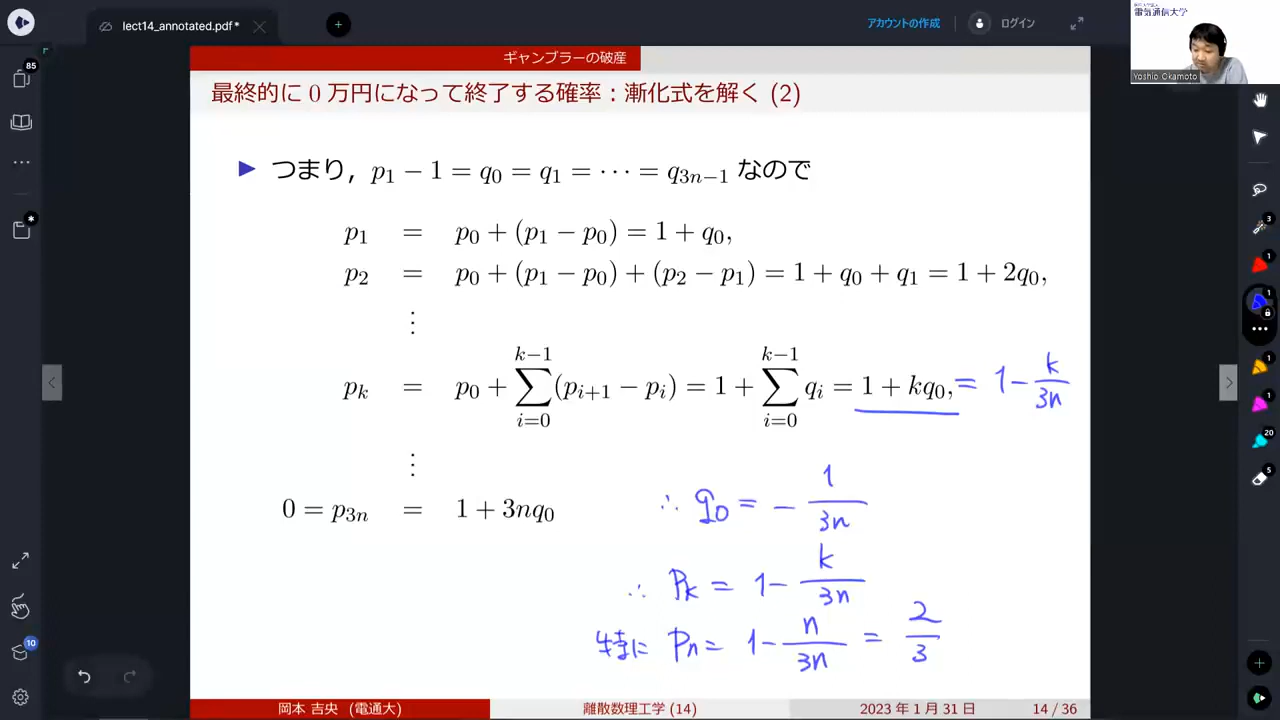 lect14_annotated.pdf*
アカウントの作成
ログイン
電気通信大学
Yoshio Okamoto
85
10
3
1
1
1
1
20
5
ギャンブラーの破産
最終的に 0 万円になって終了する確率：漸化式を解く (2)
つまり，p₁ − 1 = q₀ = q₁ = ⋯ = q₃ₙ₋₁ なので
p₁ = p₀ + (p₁ − p₀) = 1 + q₀,
p₂ = p₀ + (p₁ − p₀) + (p₂ − p₁) = 1 + q₀ + q₁ = 1 + 2q₀,
⋮
pₖ = p₀ + ∑_{i=0}^{k−1} (pᵢ₊₁ − pᵢ) = 1 + ∑_{i=0}^{k−1} qᵢ = 1 + kq₀, = 1 − k/3n
⋮
0 = p₃ₙ = 1 + 3nq₀
∴ q₀ = − 1/3n
∴ pₖ = 1 − k/3n
特に pₙ = 1 − n/3n = 2/3
岡本 吉央 (電通大)
離散数理工学 (14)
2023 年 1 月 31 日
14 / 36